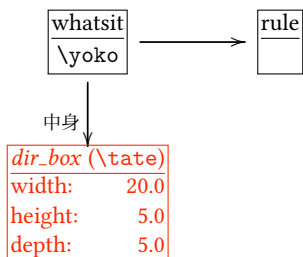 whatsit
\yoko
rule
中身
dir_box (\tate)
width: 20.0
height: 5.0
depth: 5.0